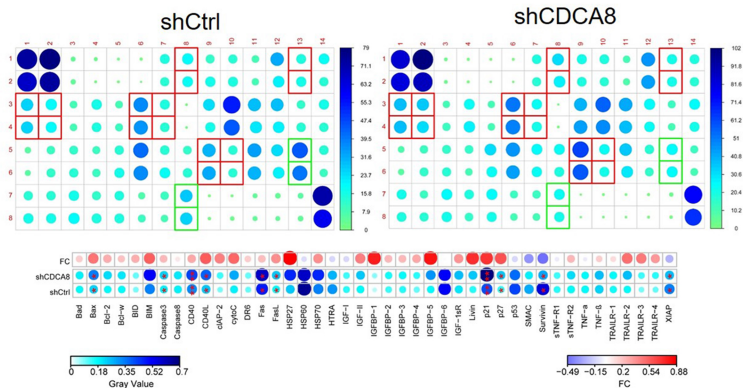 shCtrl
shCDCA8
1 2 3 4 5 6 7 8 9 10 11 12 13 14
1 2 3 4 5 6 7 8 9 10 11 12 13 14
1
2
3
4
5
6
7
8
1
2
3
4
5
6
7
8
79
71.1
63.2
55.3
47.4
39.5
31.6
23.7
15.8
7.9
0
102
91.8
81.6
71.4
61.2
51
40.8
30.6
20.4
10.2
0
FC
shCDCA8
shCtrl
Bad
Bax
Bcl-2
Bcl-w
BID
BIM
Caspase3
Caspase8
CD40
CD40L
cIAP-2
cytoC
DR6
Fas
FasL
HSP27
HSP60
HSP70
HTRA
IGF-I
IGF-II
IGFBP-1
IGFBP-2
IGFBP-3
IGFBP-4
IGFBP-5
IGFBP-6
IGF-1sR
Livin
p21
p27
p53
SMAC
Survivin
sTNF-R1
sTNF-R2
TNF-a
TNF-ß
TRAILR-1
TRAILR-2
TRAILR-3
TRAILR-4
XIAP
0 0.18 0.35 0.52 0.7
Gray Value
-0.49 -0.15 0.19 0.54 0.88
FC